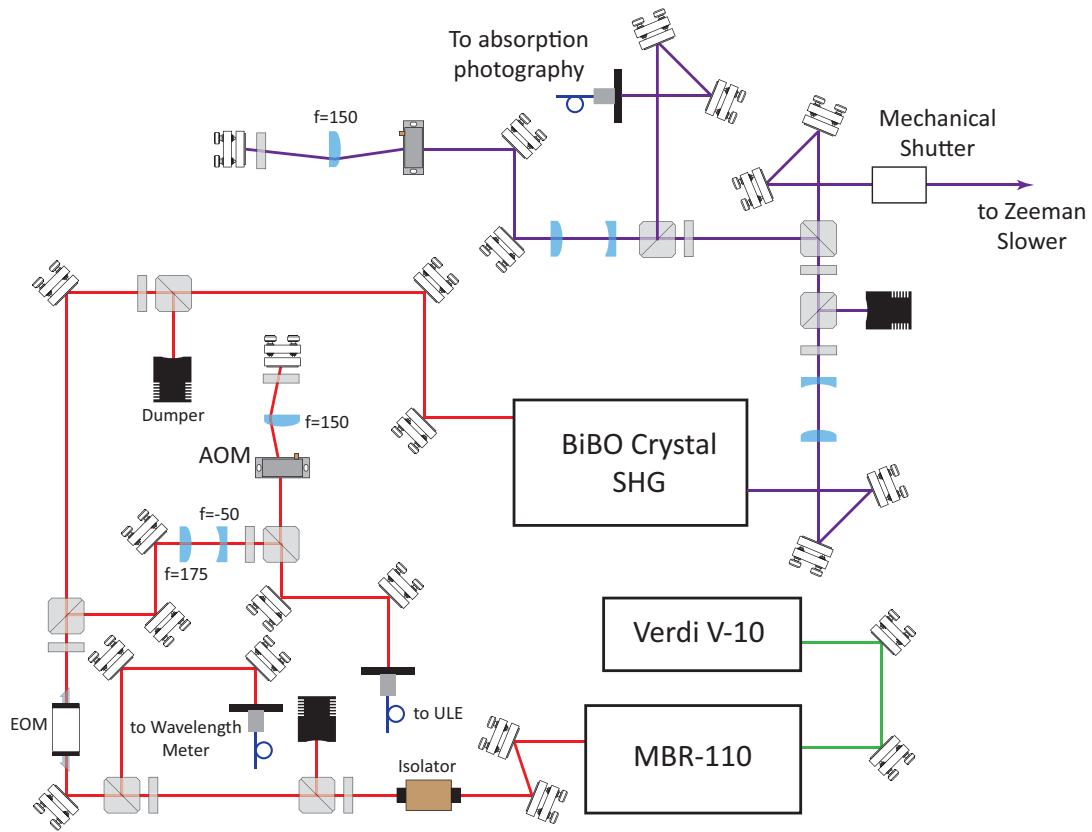 To absorption
photography
f=150
Mechanical
Shutter
to Zeeman
Slower
Dumper
f=150
AOM
BiBO Crystal
SHG
f=-50
f=175
Verdi V-10
EOM
to Wavelength
Meter
to ULE
MBR-110
Isolator